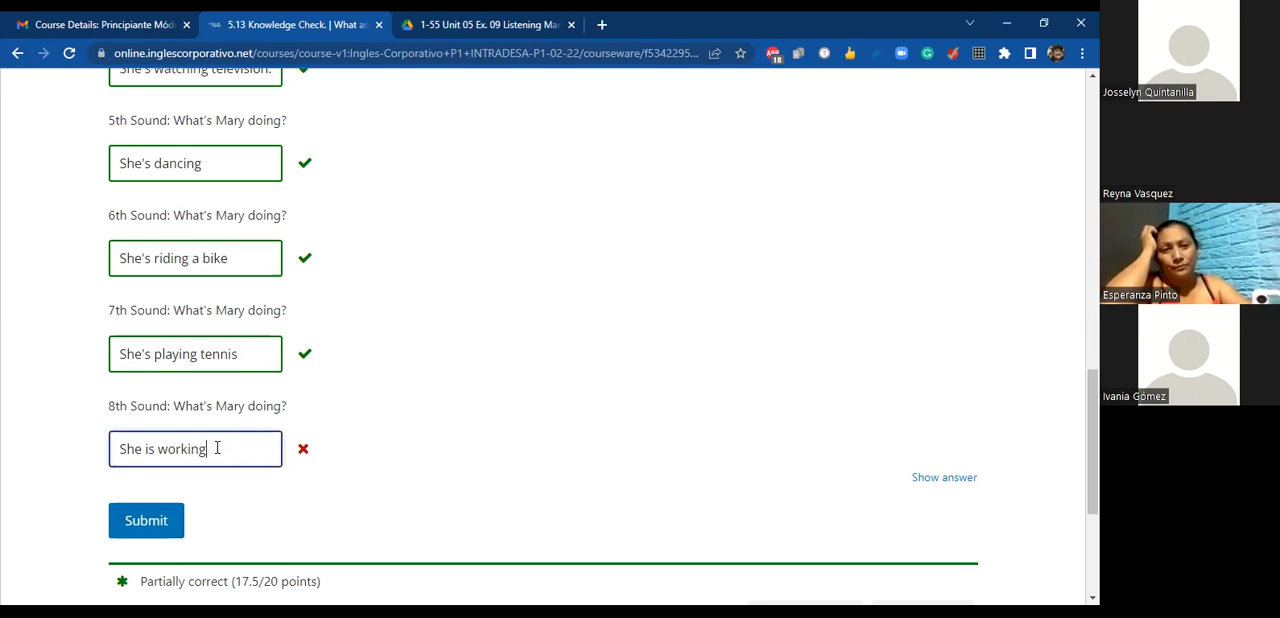 Course Details: Principiante Mód
5.13 Knowledge Check. | What ar
1-55 Unit 05 Ex. 09 Listening Ma
online.inglescorporativo.net/courses/course-v1:Ingles-Corporativo+P1+INTRADESA-P1-02-22/courseware/f5342295...
18
She's watching television.
5th Sound: What's Mary doing?
She's dancing
6th Sound: What's Mary doing?
She's riding a bike
7th Sound: What's Mary doing?
She's playing tennis
8th Sound: What's Mary doing?
She is working
Show answer
Submit
Partially correct (17.5/20 points)
Josselyn Quintanilla
Reyna Vasquez
Esperanza Pinto
Ivania Gómez